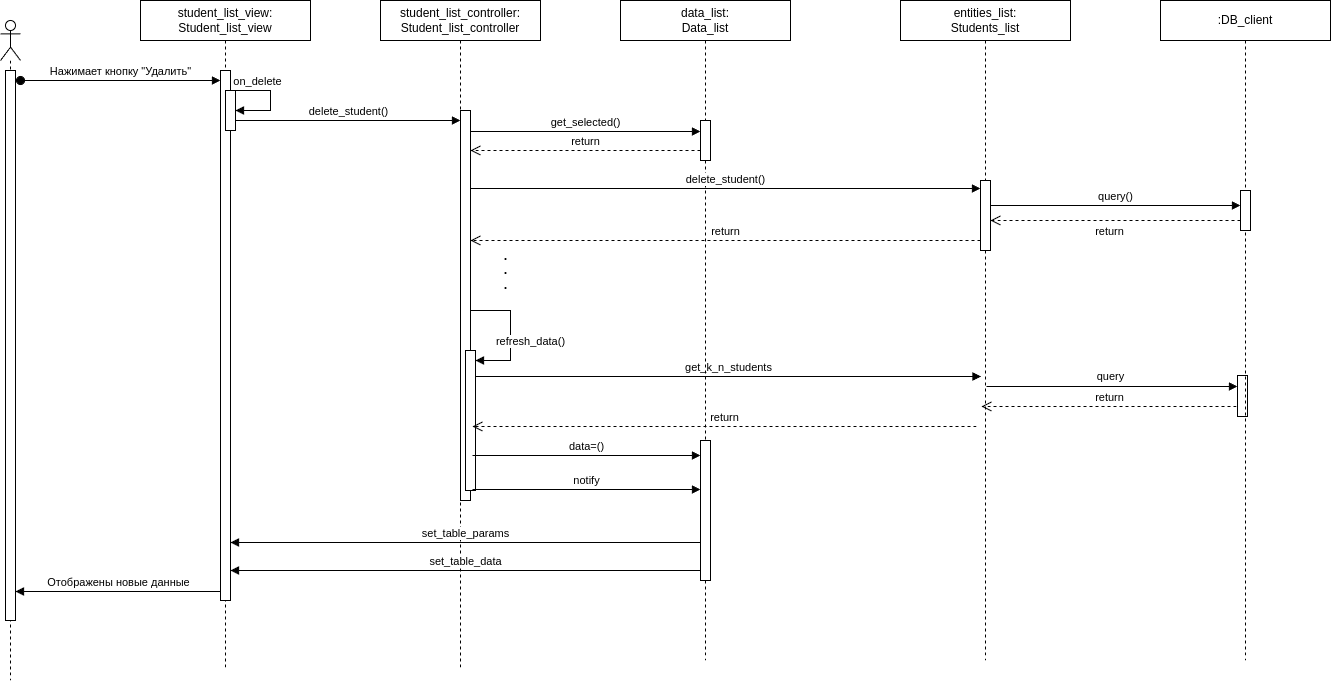 student_list_view:
Student_list_view
student_list_controller:
Student_list_controller
data_list:
Data_list
entities_list:
Students_list
:DB_client
Нажимает кнопку "Удалить"
on_delete
delete_student()
get_selected()
return
delete_student()
query()
return
return
.
.
.
refresh_data()
get_k_n_students
query
return
return
data=()
notify
set_table_params
set_table_data
Отображены новые данные